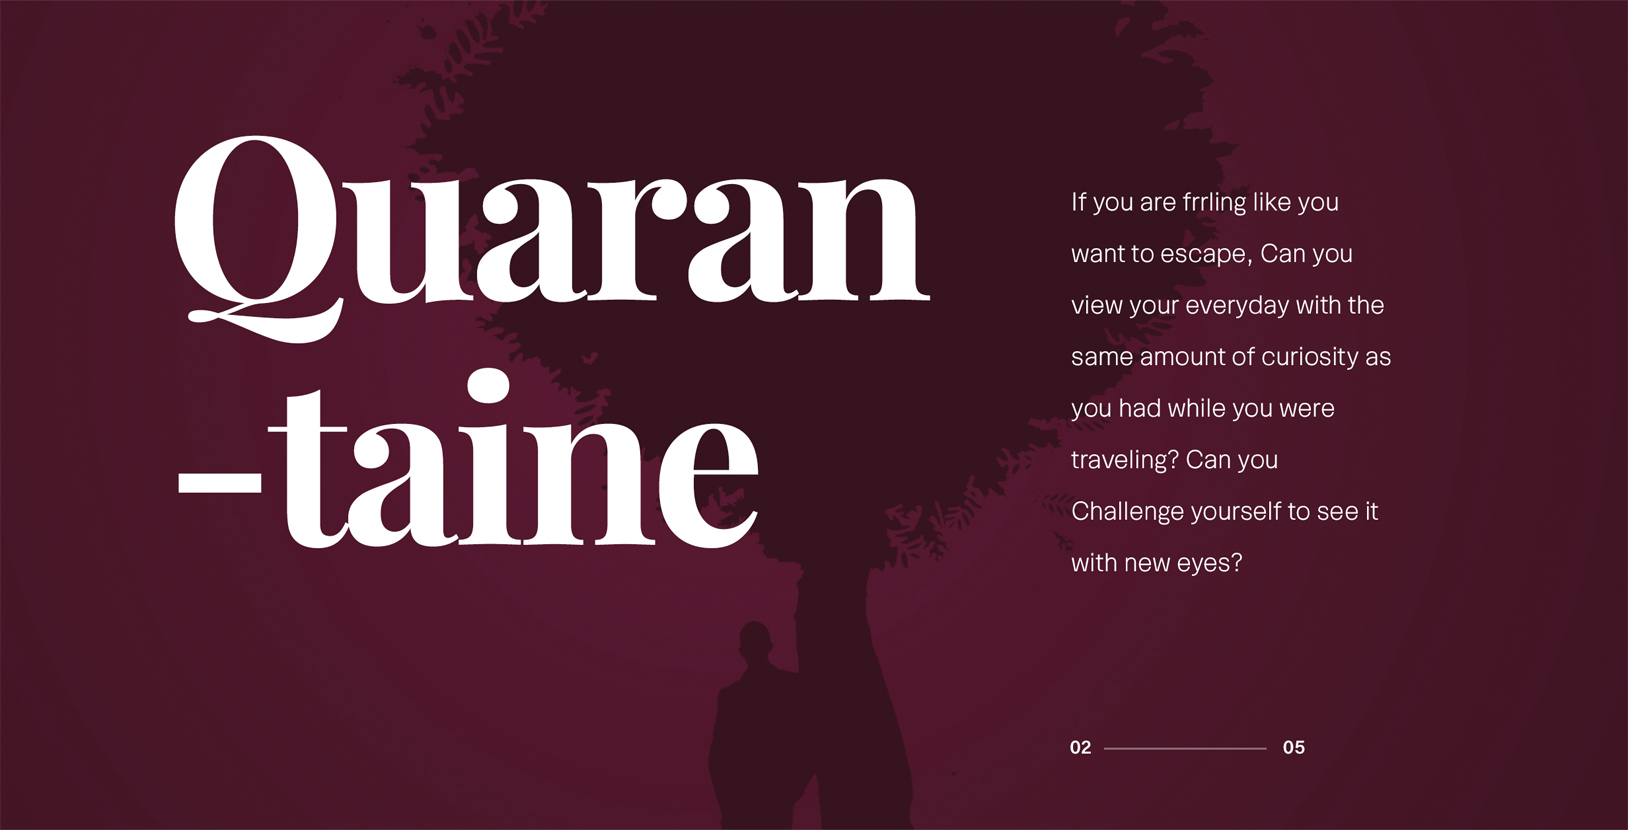 Quaran
-taine
If you are frrling like you
want to escape, Can you
view your everyday with the
same amount of curiosity as
you had while you were
traveling? Can you
Challenge yourself to see it
with new eyes?
02 05